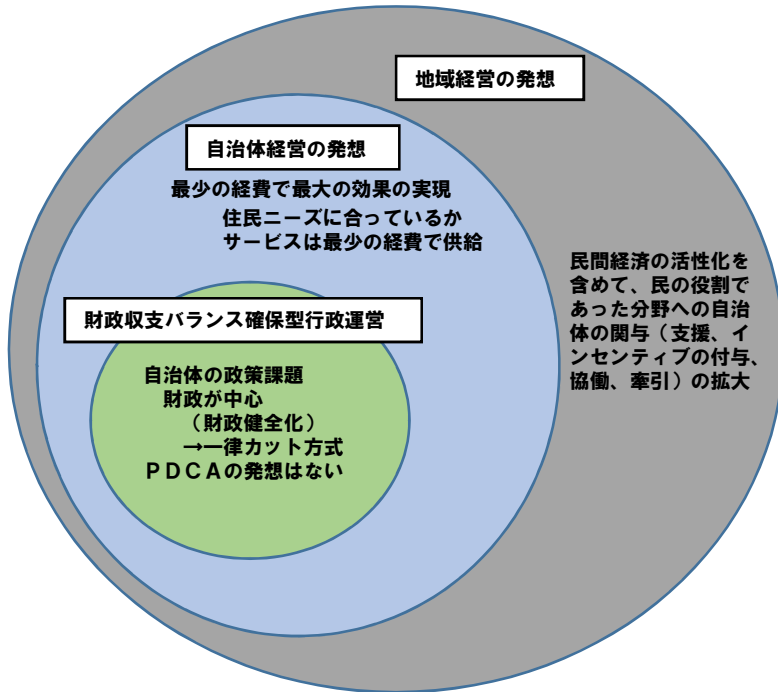 地域経営の発想
自治体経営の発想
最少の経費で最大の効果の実現
住民ニーズに合っているか
サービスは最少の経費で供給
民間経済の活性化を
含めて、民の役割で
あった分野への自治
体の関与（支援、イ
ンセンティブの付与、
協働、牽引）の拡大
財政収支バランス確保型行政運営
自治体の政策課題
財政が中心
（財政健全化）
→一律カット方式
ＰＤＣＡの発想はない